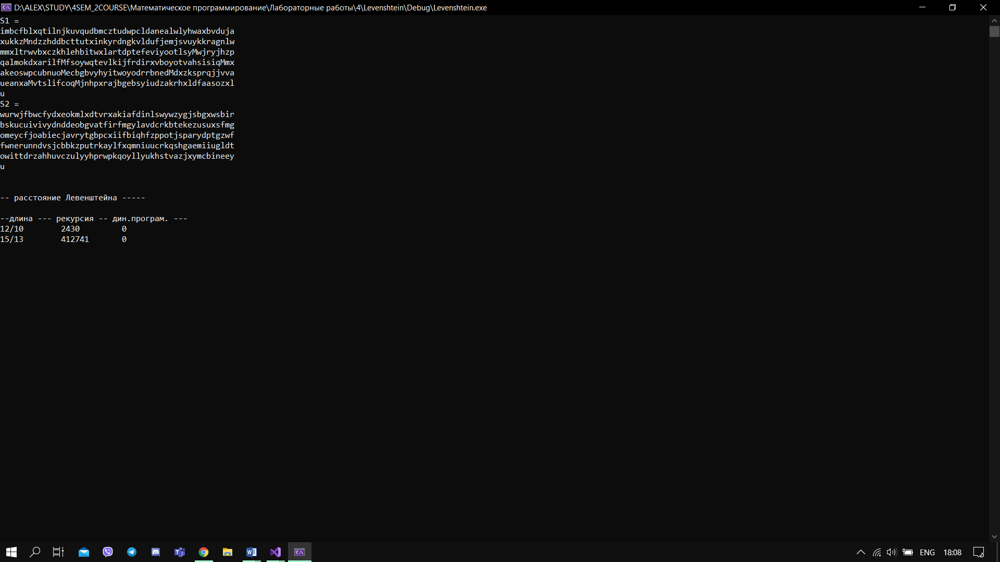 D:\ALEX\STUDY\4SEM_2COURSE\Математическое программирование\Лабораторные работы\4\Levenshtein\Debug\Levenshtein.exe
S1 =
imbcfblxqtilnjkuvqudbmcztudwpcldanealwlyhwaxbvduja
xukkzMndzzhddbcttutxinkyrdngkvldufjemjsvuykkragnlw
mmxltrwvbxczkhlehbitwxlartdptefeviyootlsyMwjryjhzp
qalmokdxarilfMfsoywqtevlkijfrdirxvboyotvahsisiqMmx
akeoswpcubnuoMecbgbvyhyitwoyodrrbnedMdxzksprqjjvva
ueanxaMvtslifcoqMjnhpxrajbgebsyiudzakrhxldfaasozxl
u
S2 =
wurwjfbwcfydxeokmlxdtvrxakiafdinlswywzygjsbgxwsbir
bskucuivivydnddeobgvatfirfmgylavdcrkbtekezusuxsfmg
omeycfjoabiecjavrytgbpcxiifbiqhfzppotjsparydptgzwf
fwnerunndvsjcbbkzputrkaylfxqmniuucrkqshgaemiiugldt
owittdrzahhuvczulyyhprwpkqoyllyukhstvazjxymcbineey
u
-- расстояние Левенштейна -----
--длина --- рекурсия -- дин.програм. ---
12/10 2430 0
15/13 412741 0
ENG 18:08